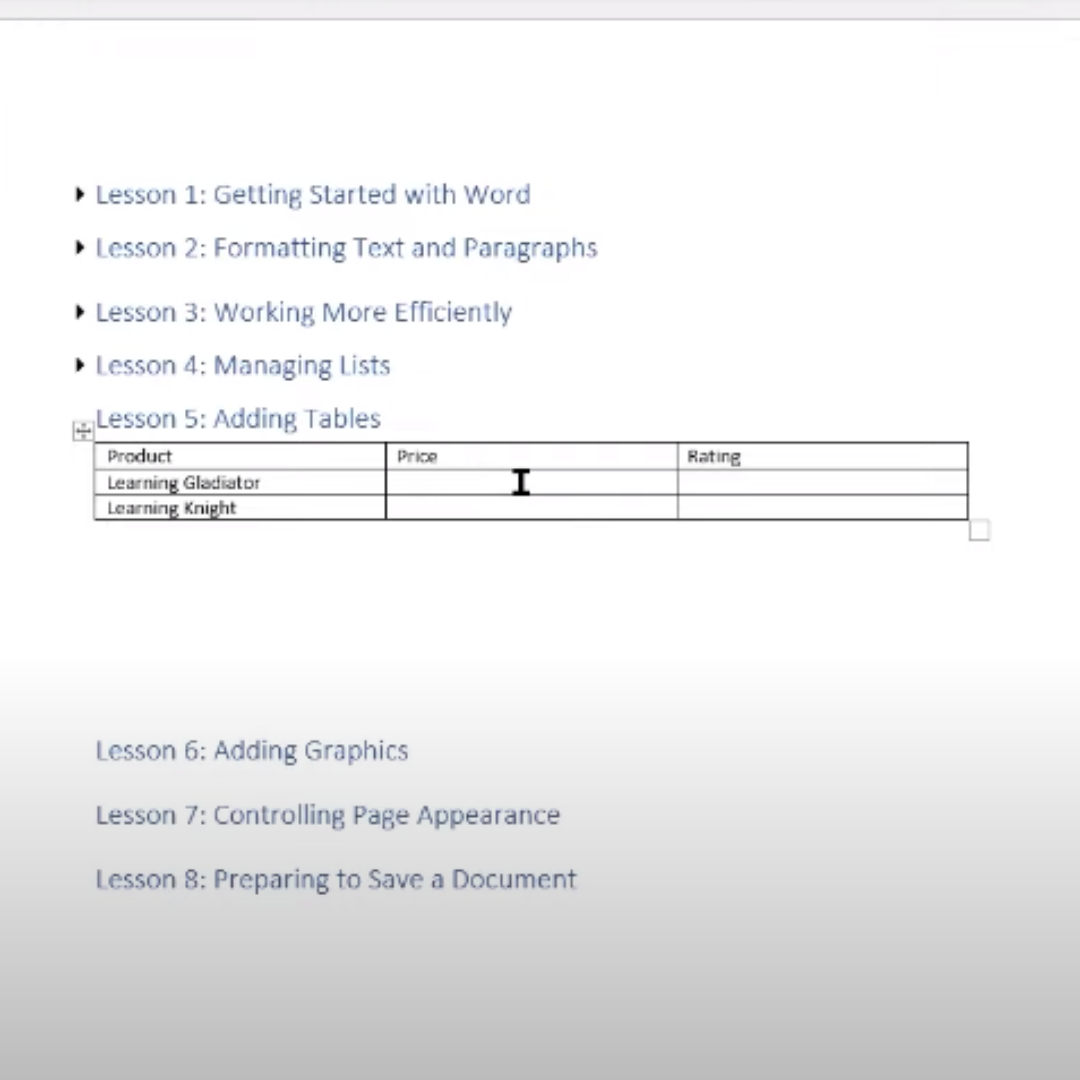 Lesson 1: Getting Started with Word
Lesson 2: Formatting Text and Paragraphs
Lesson 3: Working More Efficiently
Lesson 4: Managing Lists
Lesson 5: Adding Tables
Product Price Rating
Learning Gladiator
Learning Knight
Lesson 6: Adding Graphics
Lesson 7: Controlling Page Appearance
Lesson 8: Preparing to Save a Document